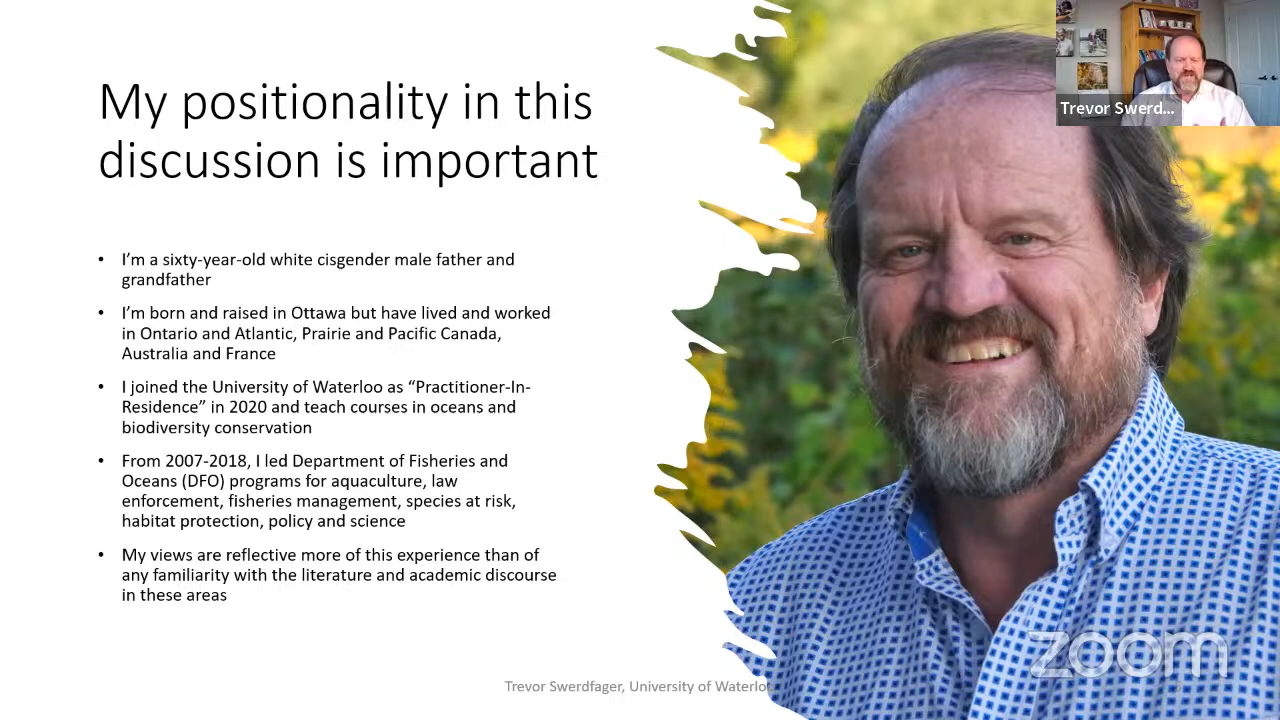 My positionality in this
discussion is important
• I’m a sixty-year-old white cisgender male father and
grandfather
• I’m born and raised in Ottawa but have lived and worked
in Ontario and Atlantic, Prairie and Pacific Canada,
Australia and France
• I joined the University of Waterloo as “Practitioner-In-
Residence” in 2020 and teach courses in oceans and
biodiversity conservation
• From 2007-2018, I led Department of Fisheries and
Oceans (DFO) programs for aquaculture, law
enforcement, fisheries management, species at risk,
habitat protection, policy and science
• My views are reflective more of this experience than of
any familiarity with the literature and academic discourse
in these areas
Trevor Swerd...
zoom
Trevor Swerdfager, University of Waterloo